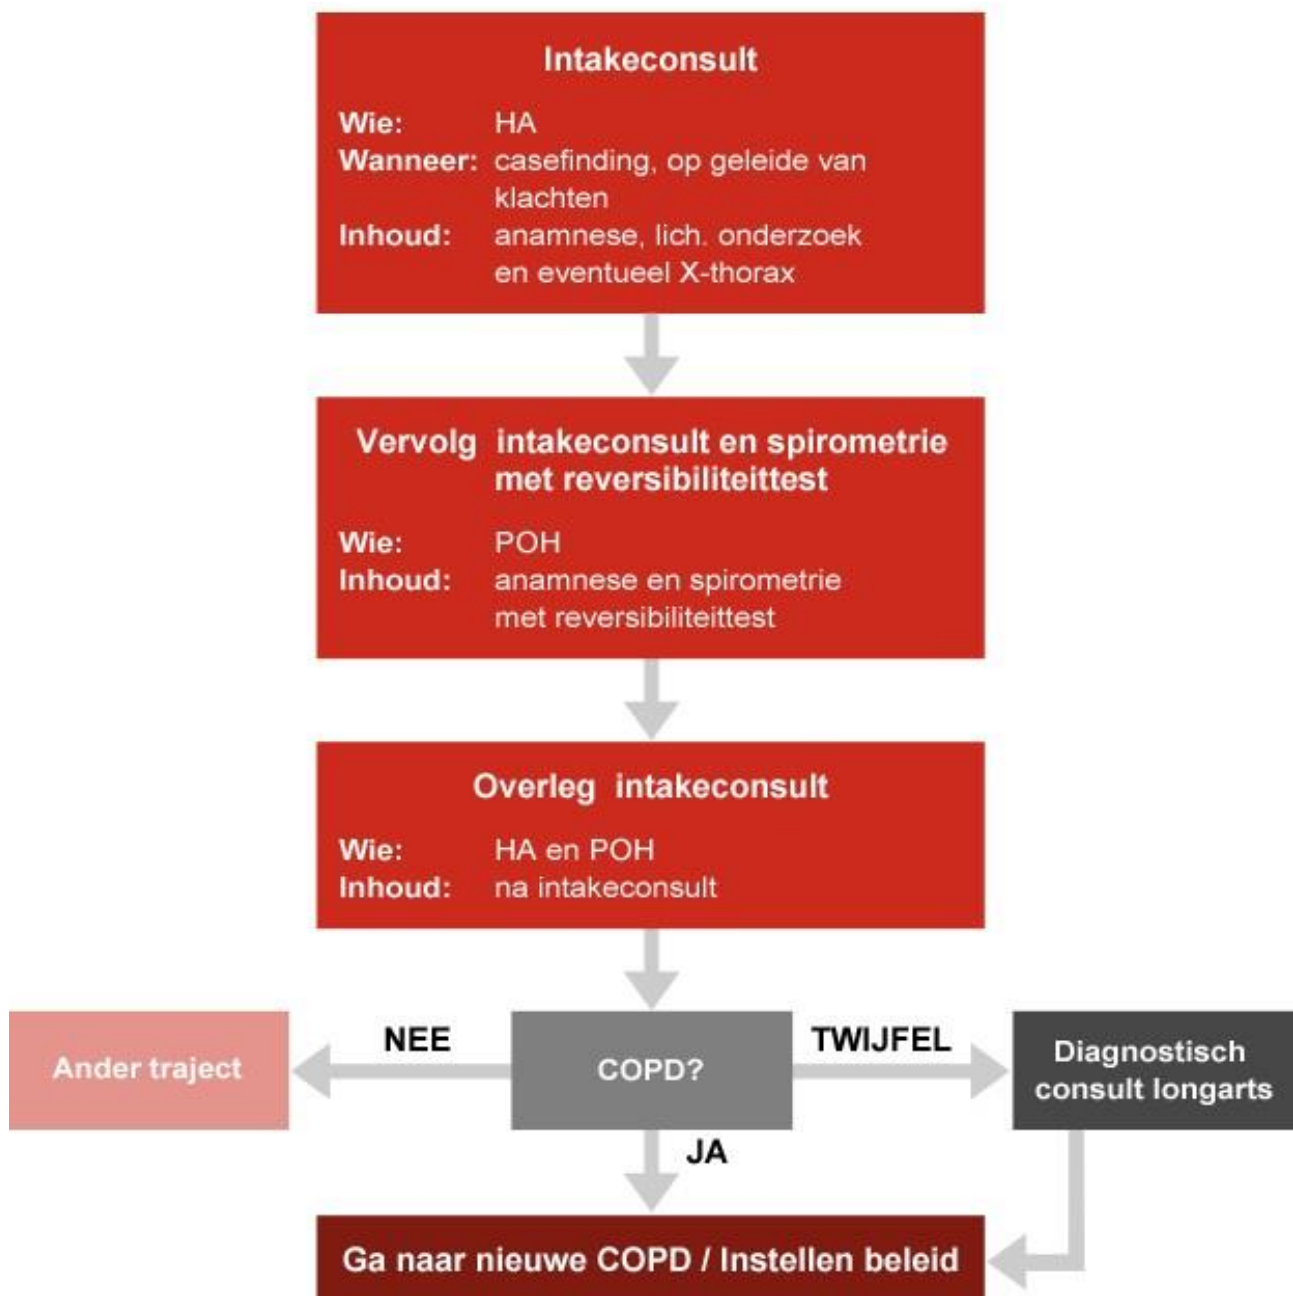 Intakeconsult
Wie: HA
Wanneer: casefinding, op geleide van
klachten
Inhoud: anamnese, lich. onderzoek
en eventueel X-thorax
Vervolg intakeconsult en spirometrie
met reversibiliteittest
Wie: POH
Inhoud: anamnese en spirometrie
met reversibiliteittest
Overleg intakeconsult
Wie: HA en POH
Inhoud: na intakeconsult
Ander traject
NEE
COPD?
TWIJFEL
Diagnostisch
consult longarts
JA
Ga naar nieuwe COPD / Instellen beleid